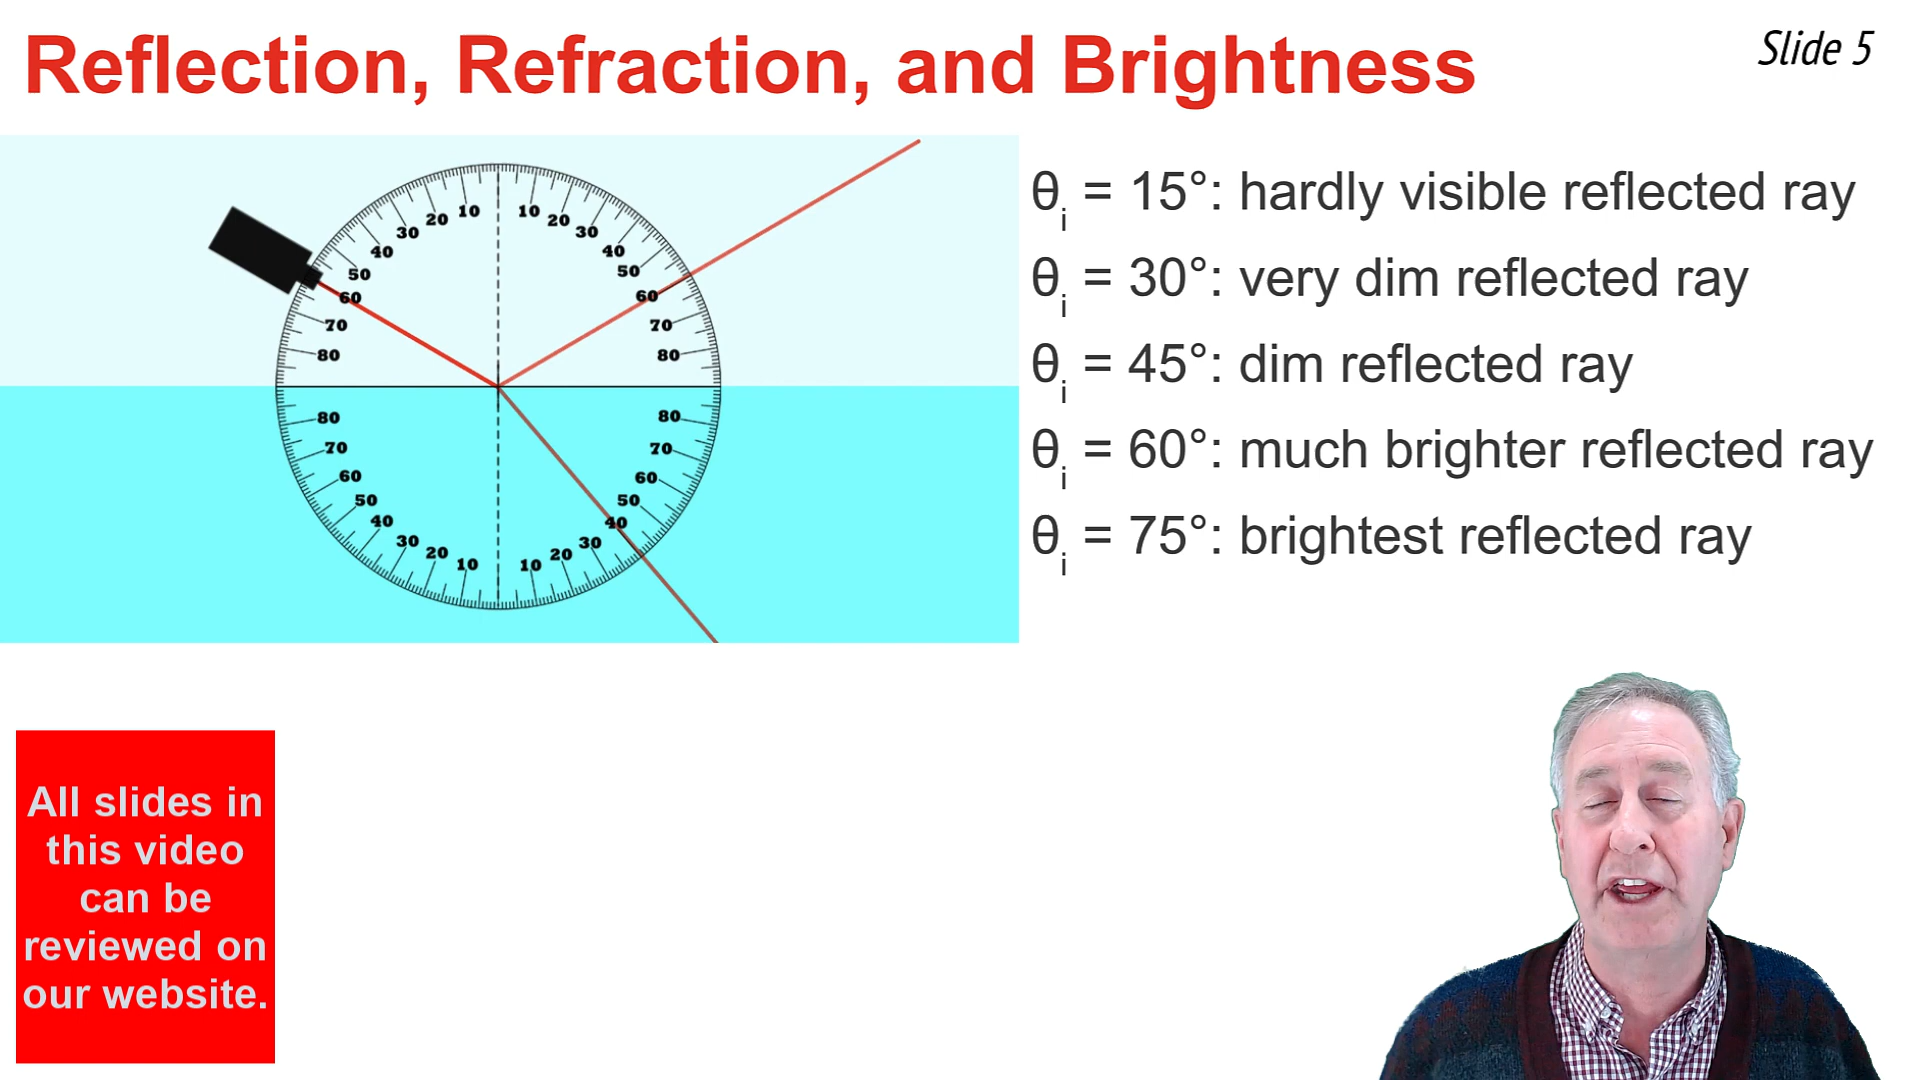 Reflection, Refraction, and Brightness
Slide 5
θi = 15°: hardly visible reflected ray
θi = 30°: very dim reflected ray
θi = 45°: dim reflected ray
θi = 60°: much brighter reflected ray
θi = 75°: brightest reflected ray
10 10
20 20
30 30
40 40
50 50
60 60
70 70
80 80
80 80
70 70
60 60
50 50
40 40
30 30
20 20
10 10
All slides in
this video
can be
reviewed on
our website.